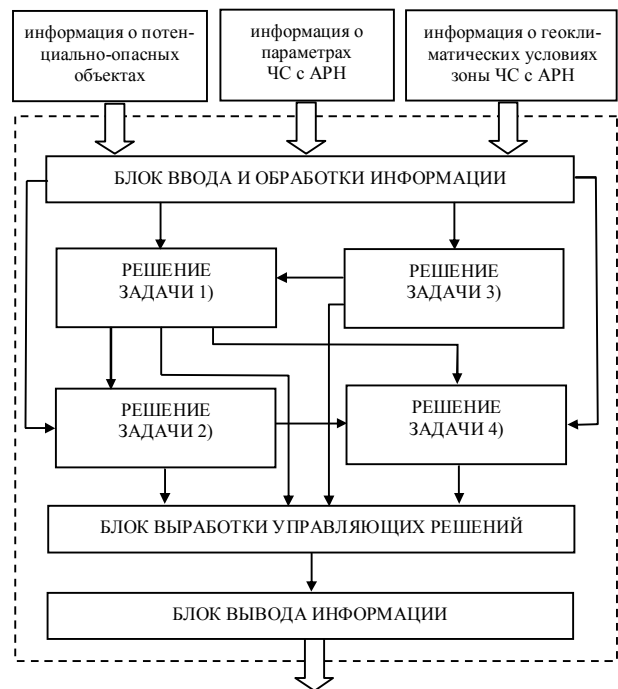 информация о потен-
циально-опасных
объектах
информация о
параметрах
ЧС с АРН
информация о геокли-
матических условиях
зоны ЧС с АРН
БЛОК ВВОДА И ОБРАБОТКИ ИНФОРМАЦИИ
РЕШЕНИЕ
ЗАДАЧИ 1)
РЕШЕНИЕ
ЗАДАЧИ 3)
РЕШЕНИЕ
ЗАДАЧИ 2)
РЕШЕНИЕ
ЗАДАЧИ 4)
БЛОК ВЫРАБОТКИ УПРАВЛЯЮЩИХ РЕШЕНИЙ
БЛОК ВЫВОДА ИНФОРМАЦИИ